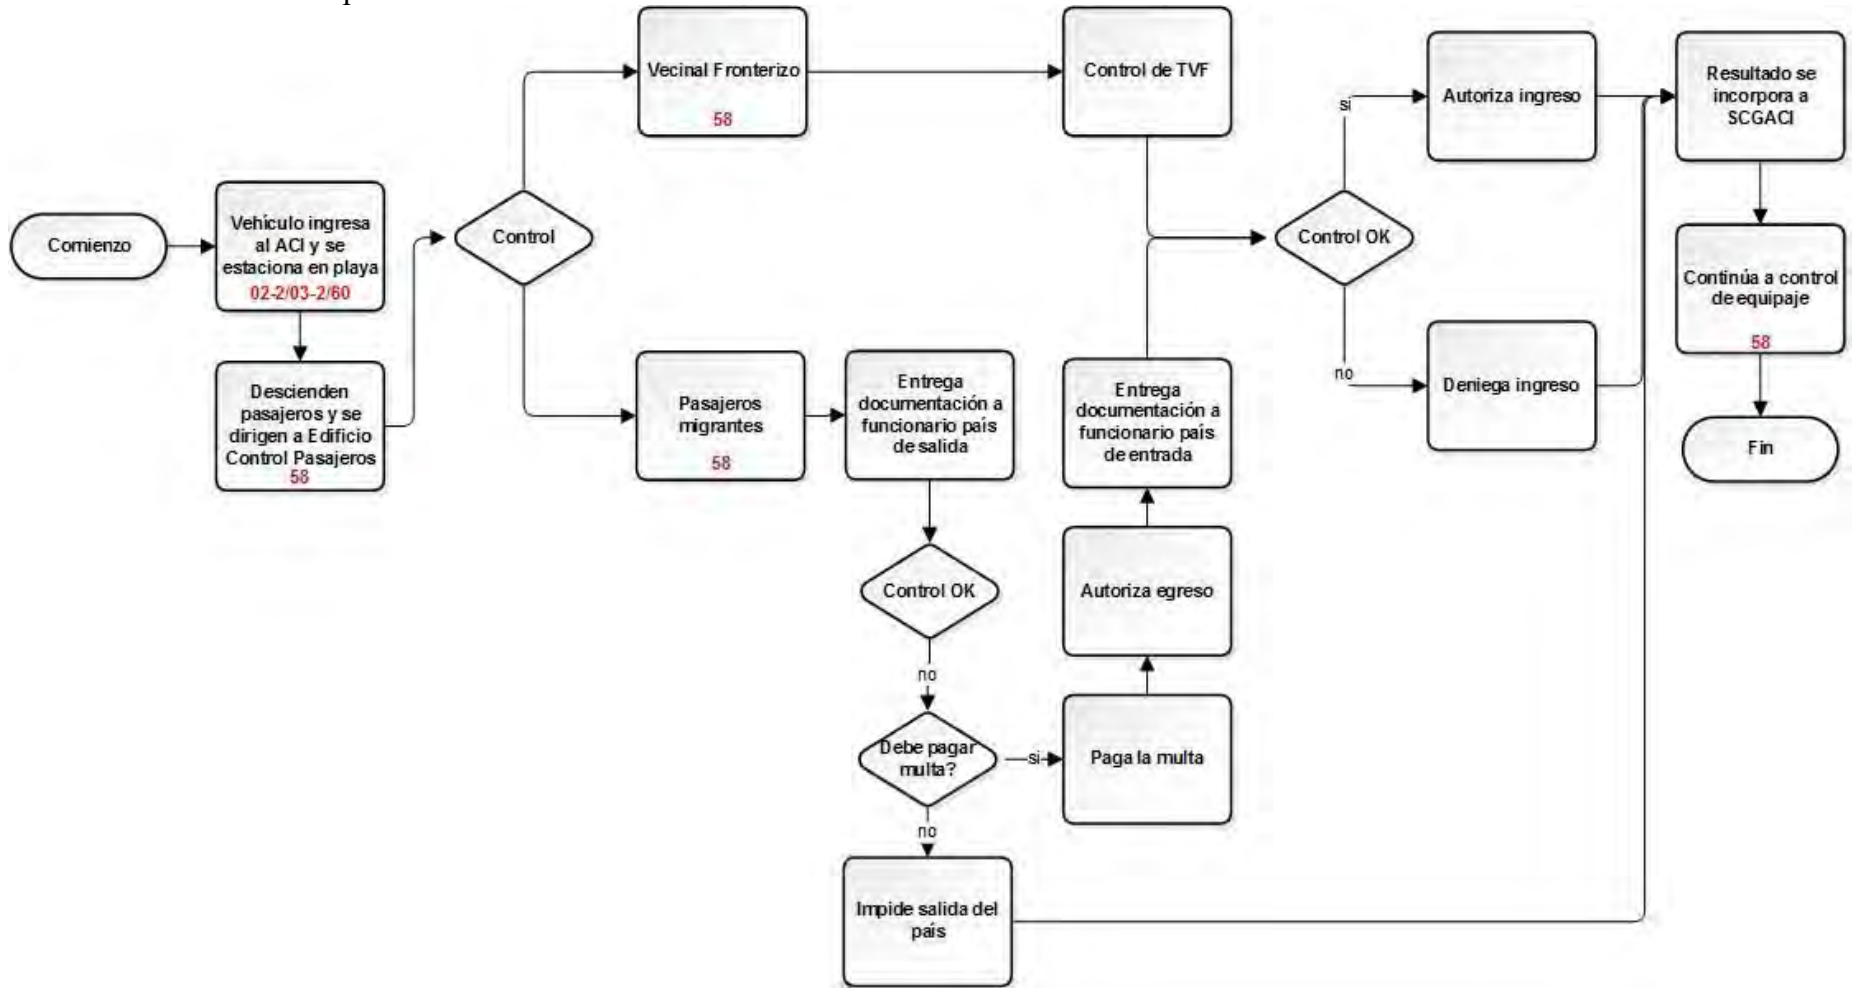 Comienzo
Vehículo ingresa
al ACI y se
estaciona en playa
02-2/03-2/60
Descienden
pasajeros y se
dirigen a Edificio
Control Pasajeros
58
Control
Vecinal Fronterizo
58
Control de TVF
Pasajeros
migrantes
58
Entrega
documentación a
funcionario país
de salida
Control OK
no
Debe pagar
multa?
si
no
Impide salida del
país
Paga la multa
Autoriza egreso
Entrega
documentación a
funcionario país
de entrada
Control OK
si
no
Autoriza ingreso
Deniega ingreso
Resultado se
incorpora a
SCGACI
Continúa a control
de equipaje
58
Fin